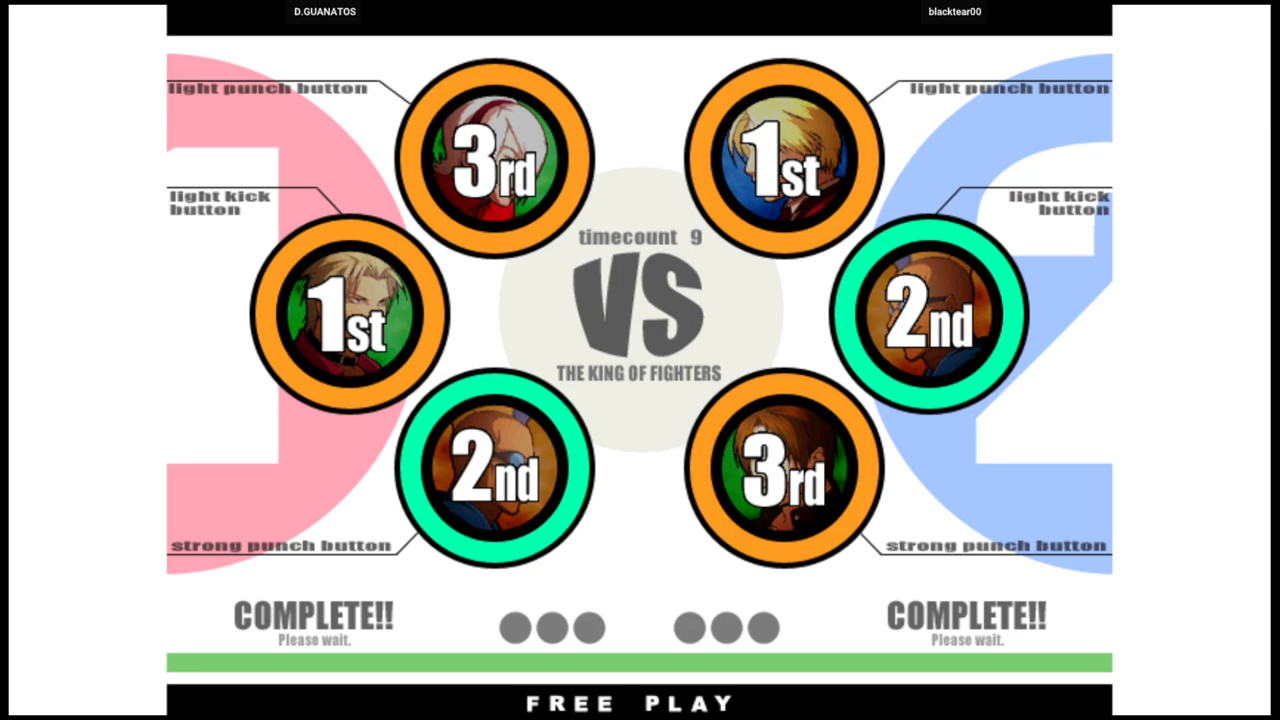 D.GUANATOS
blacktear00
light punch button
light punch button
3rd
1st
light kick
button
light kick
button
timecount 9
VS
THE KING OF FIGHTERS
1st
2nd
2nd
3rd
strong punch button
strong punch button
COMPLETE!!
Please wait.
COMPLETE!!
Please wait.
FREE PLAY
1
2